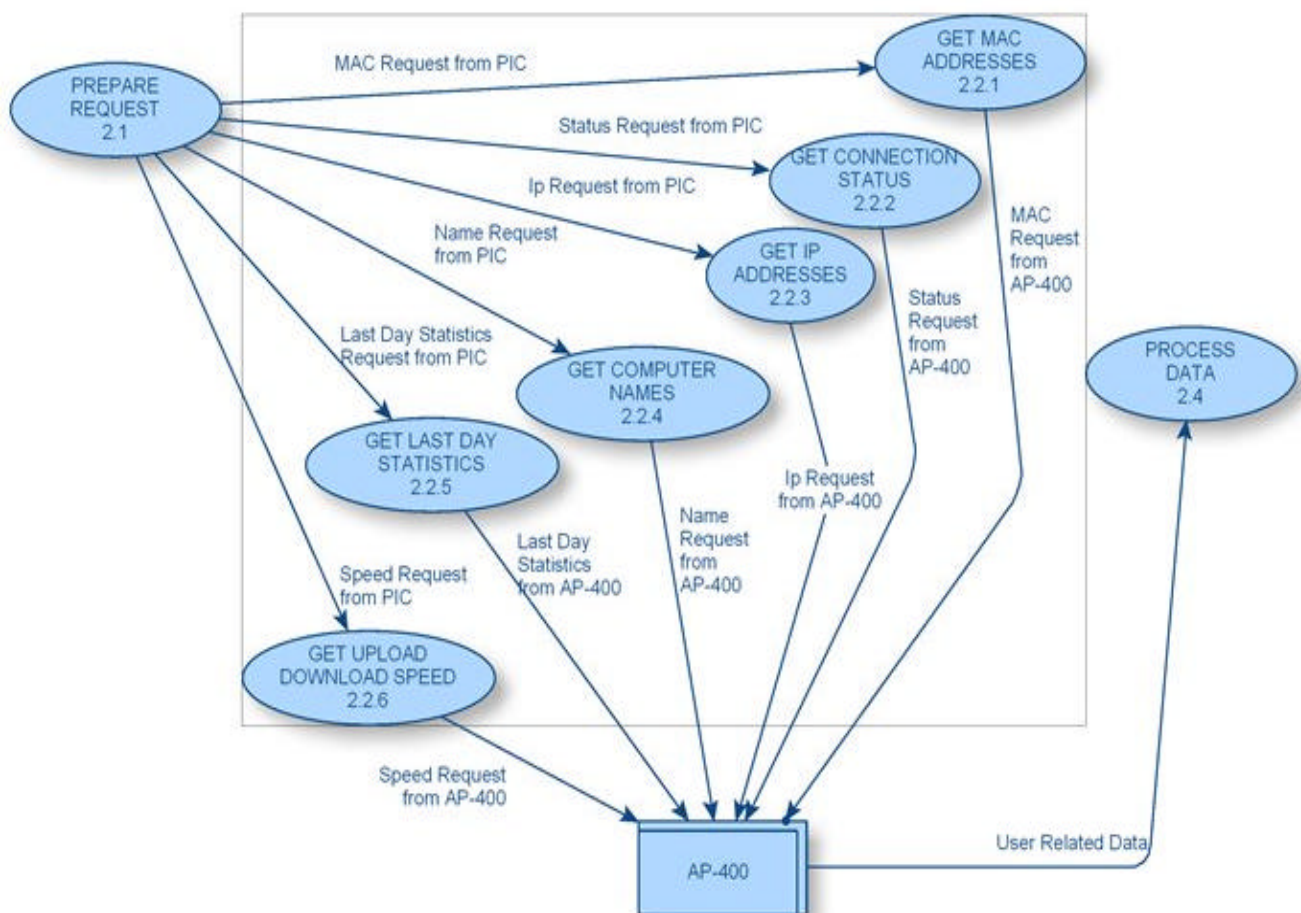 GET MAC
ADDRESSES
2.2.1
MAC Request from PIC
PREPARE
REQUEST
2.1
Status Request from PIC
GET CONNECTION
STATUS
2.2.2
Ip Request from PIC
MAC
Request
from
AP-400
Name Request
from PIC
GET IP
ADDRESSES
2.2.3
Status
Request
from
AP-400
Last Day Statistics
Request from PIC
PROCESS
DATA
2.4
GET COMPUTER
NAMES
2.2.4
GET LAST DAY
STATISTICS
2.2.5
Ip Request
from AP-400
Name
Request
from
AP-400
Last Day
Statistics
from AP-400
Speed Request
from PIC
GET UPLOAD
DOWNLOAD SPEED
2.2.6
Speed Request
from AP-400
User Related Data
AP-400